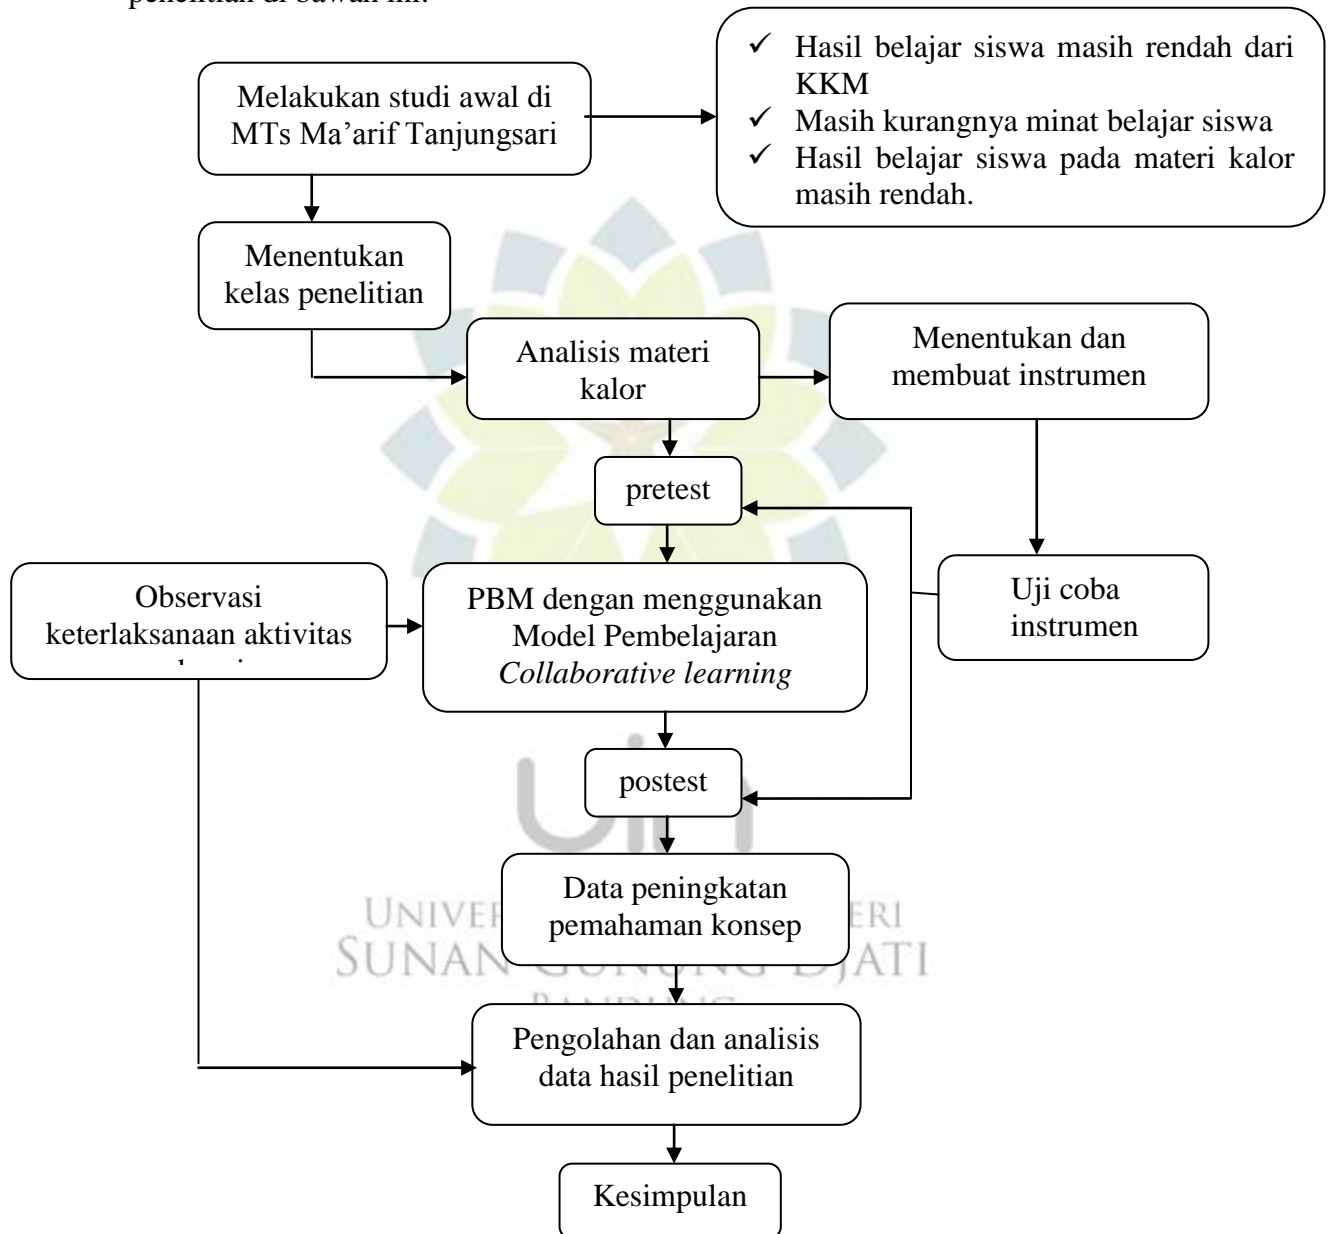 penelitian di bawah ini.
Melakukan studi awal di
MTs Ma’arif Tanjungsari
✓ Hasil belajar siswa masih rendah dari
KKM
✓ Masih kurangnya minat belajar siswa
✓ Hasil belajar siswa pada materi kalor
masih rendah.
Menentukan
kelas penelitian
Analisis materi
kalor
Menentukan dan
membuat instrumen
pretest
Observasi
keterlaksanaan aktivitas
PBM dengan menggunakan
Model Pembelajaran
Collaborative learning
Uji coba
instrumen
postest
uin
Data peningkatan
pemahaman konsep
SUNAN GUNUNG DJATI
BANDUNG
Pengolahan dan analisis
data hasil penelitian
Kesimpulan